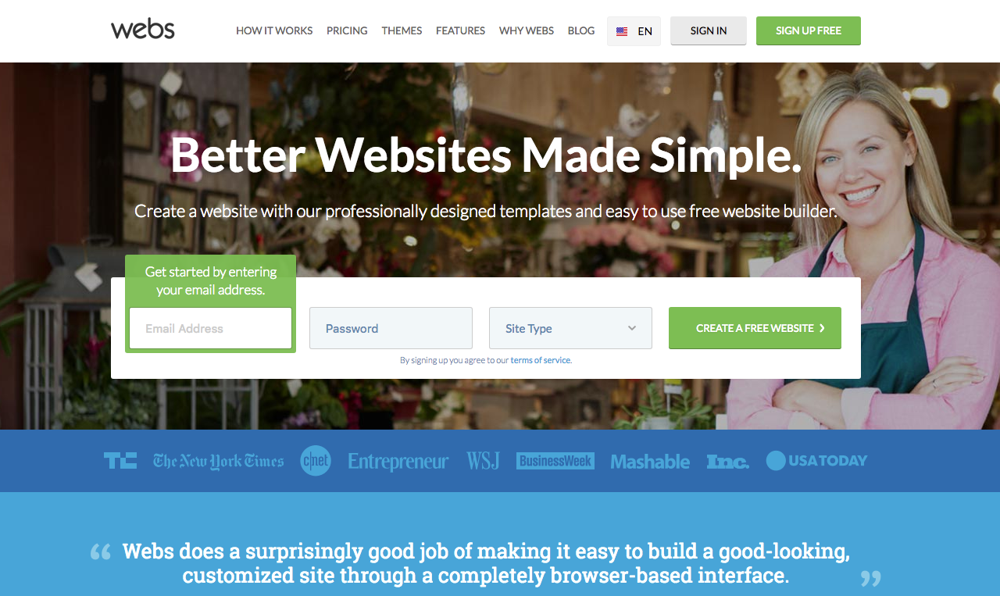 webs
HOW IT WORKS
PRICING
THEMES
FEATURES
WHY WEBS
BLOG
EN
SIGN IN
SIGN UP FREE
Better Websites Made Simple.
Create a website with our professionally designed templates and easy to use free website builder.
Get started by entering
your email address.
Email Address
Password
Site Type
CREATE A FREE WEBSITE
By signing up you agree to our terms of service.
TC
The New York Times
c|net
Entrepreneur
WSJ
BusinessWeek
Mashable
Inc.
USA TODAY
“ Webs does a surprisingly good job of making it easy to build a good-looking,
customized site through a completely browser-based interface. ”